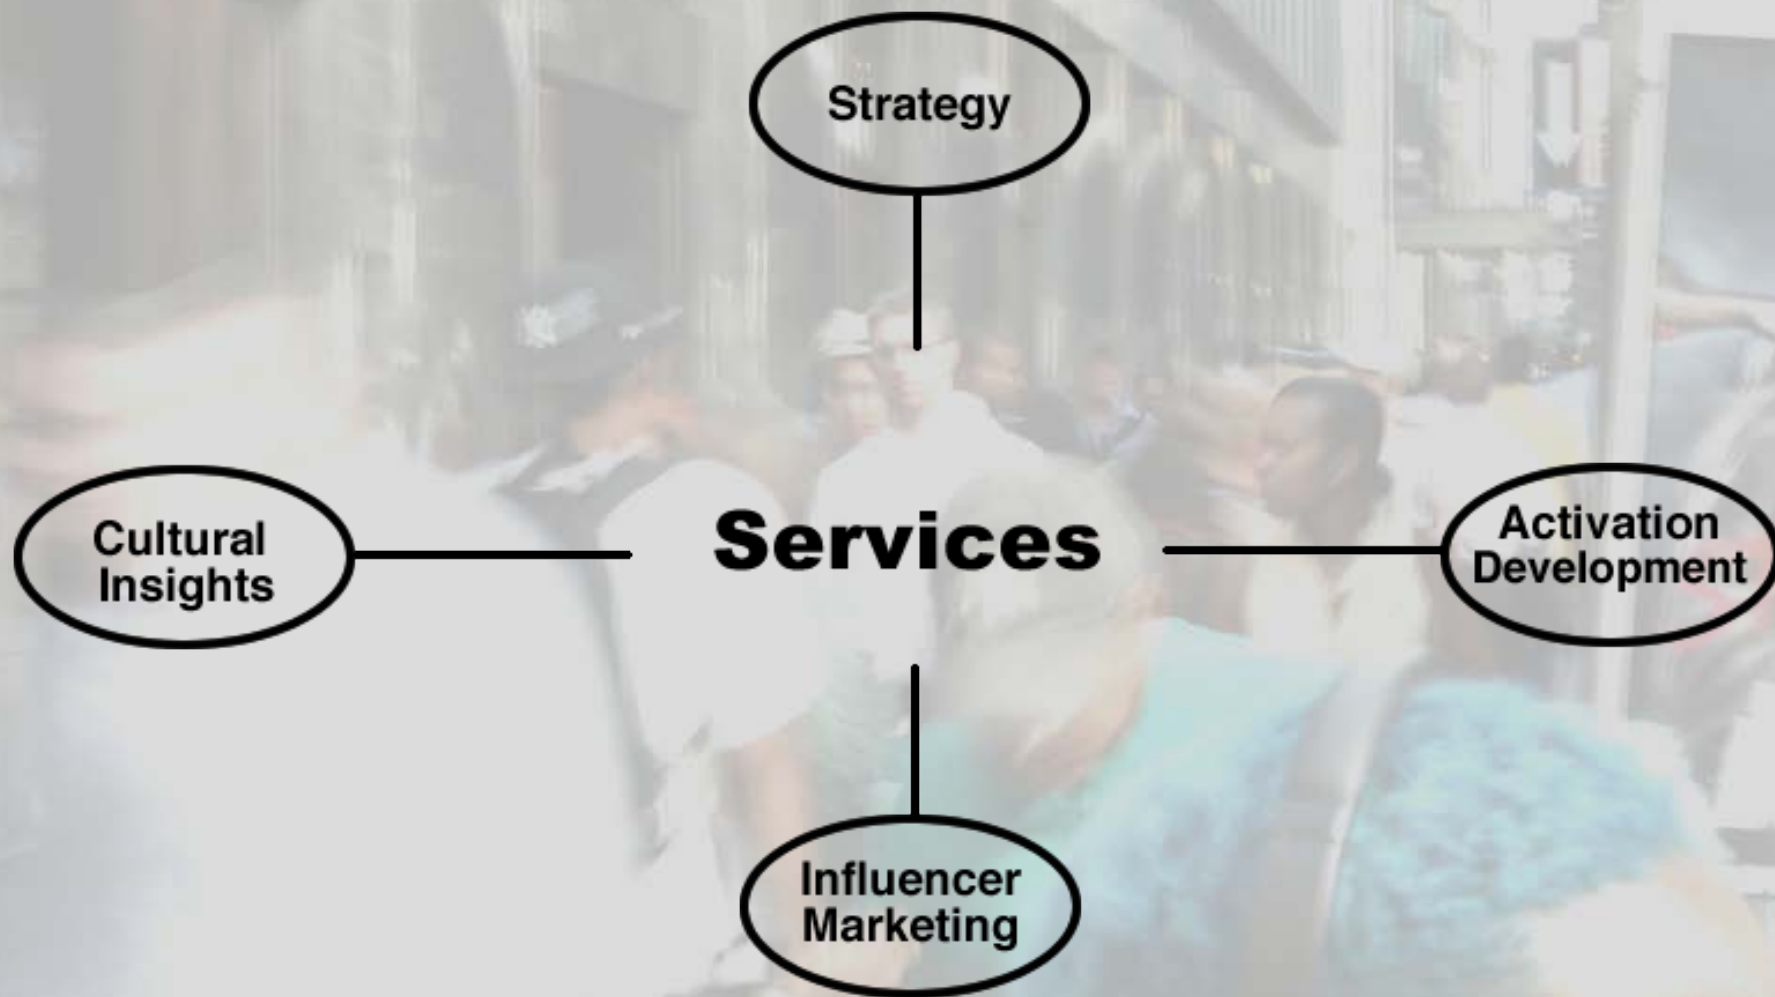 Strategy
Cultural
Insights
Services
Activation
Development
Influencer
Marketing